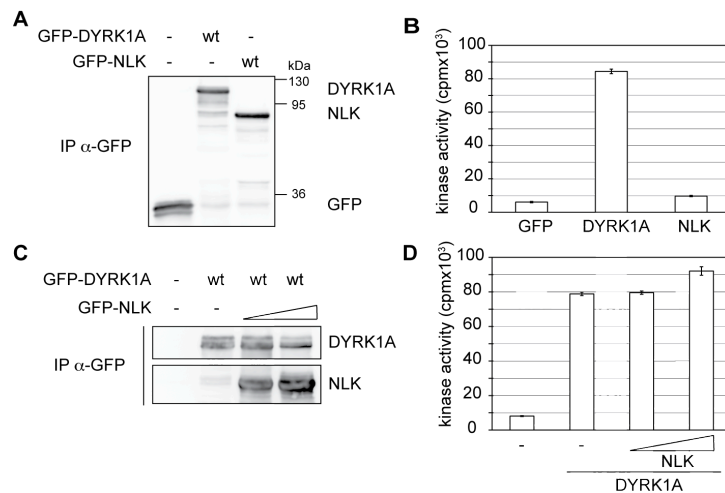 A
GFP-DYRK1A - wt -
GFP-NLK - - wt
kDa
130
DYRK1A
95
NLK
IP α-GFP
36
GFP
B
kinase activity (cpmx10³)
100
80
60
40
20
0
GFP DYRK1A NLK
C
GFP-DYRK1A - wt wt wt
GFP-NLK - -
IP α-GFP
DYRK1A
NLK
D
kinase activity (cpmx10³)
100
80
60
40
20
0
- -
NLK
DYRK1A